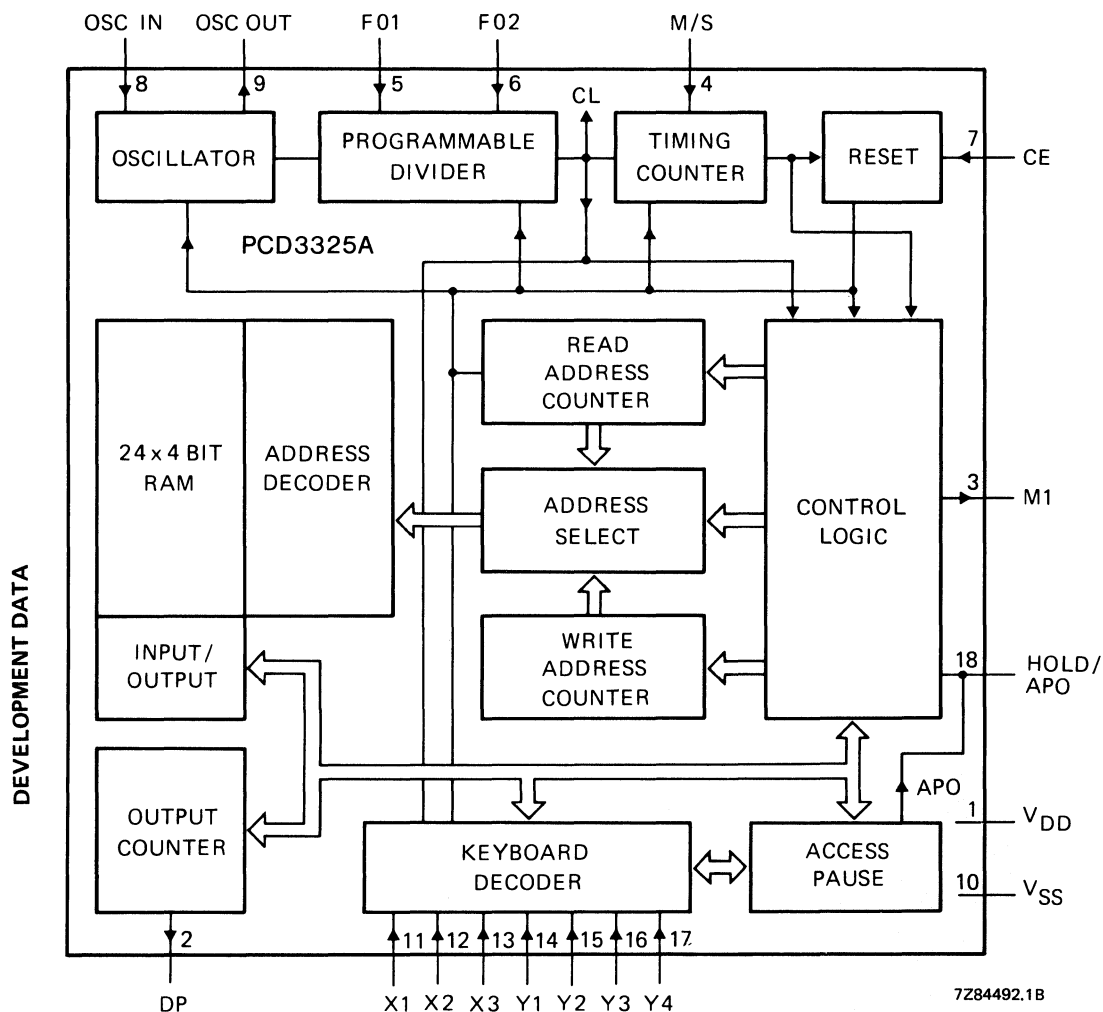 OSC IN OSC OUT F01 F02 M/S
8 9 5 6 4
CL
OSCILLATOR
PROGRAMMABLE
DIVIDER
TIMING
COUNTER
RESET
7
CE
PCD3325A
24 x 4 BIT
RAM
ADDRESS
DECODER
READ
ADDRESS
COUNTER
ADDRESS
SELECT
WRITE
ADDRESS
COUNTER
CONTROL
LOGIC
3
M1
18
HOLD/
APO
INPUT/
OUTPUT
OUTPUT
COUNTER
KEYBOARD
DECODER
ACCESS
PAUSE
APO
1
VDD
10
VSS
2
11 12 13 14 15 16 17
DP
X1 X2 X3 Y1 Y2 Y3 Y4
7Z84492.1B
DEVELOPMENT DATA